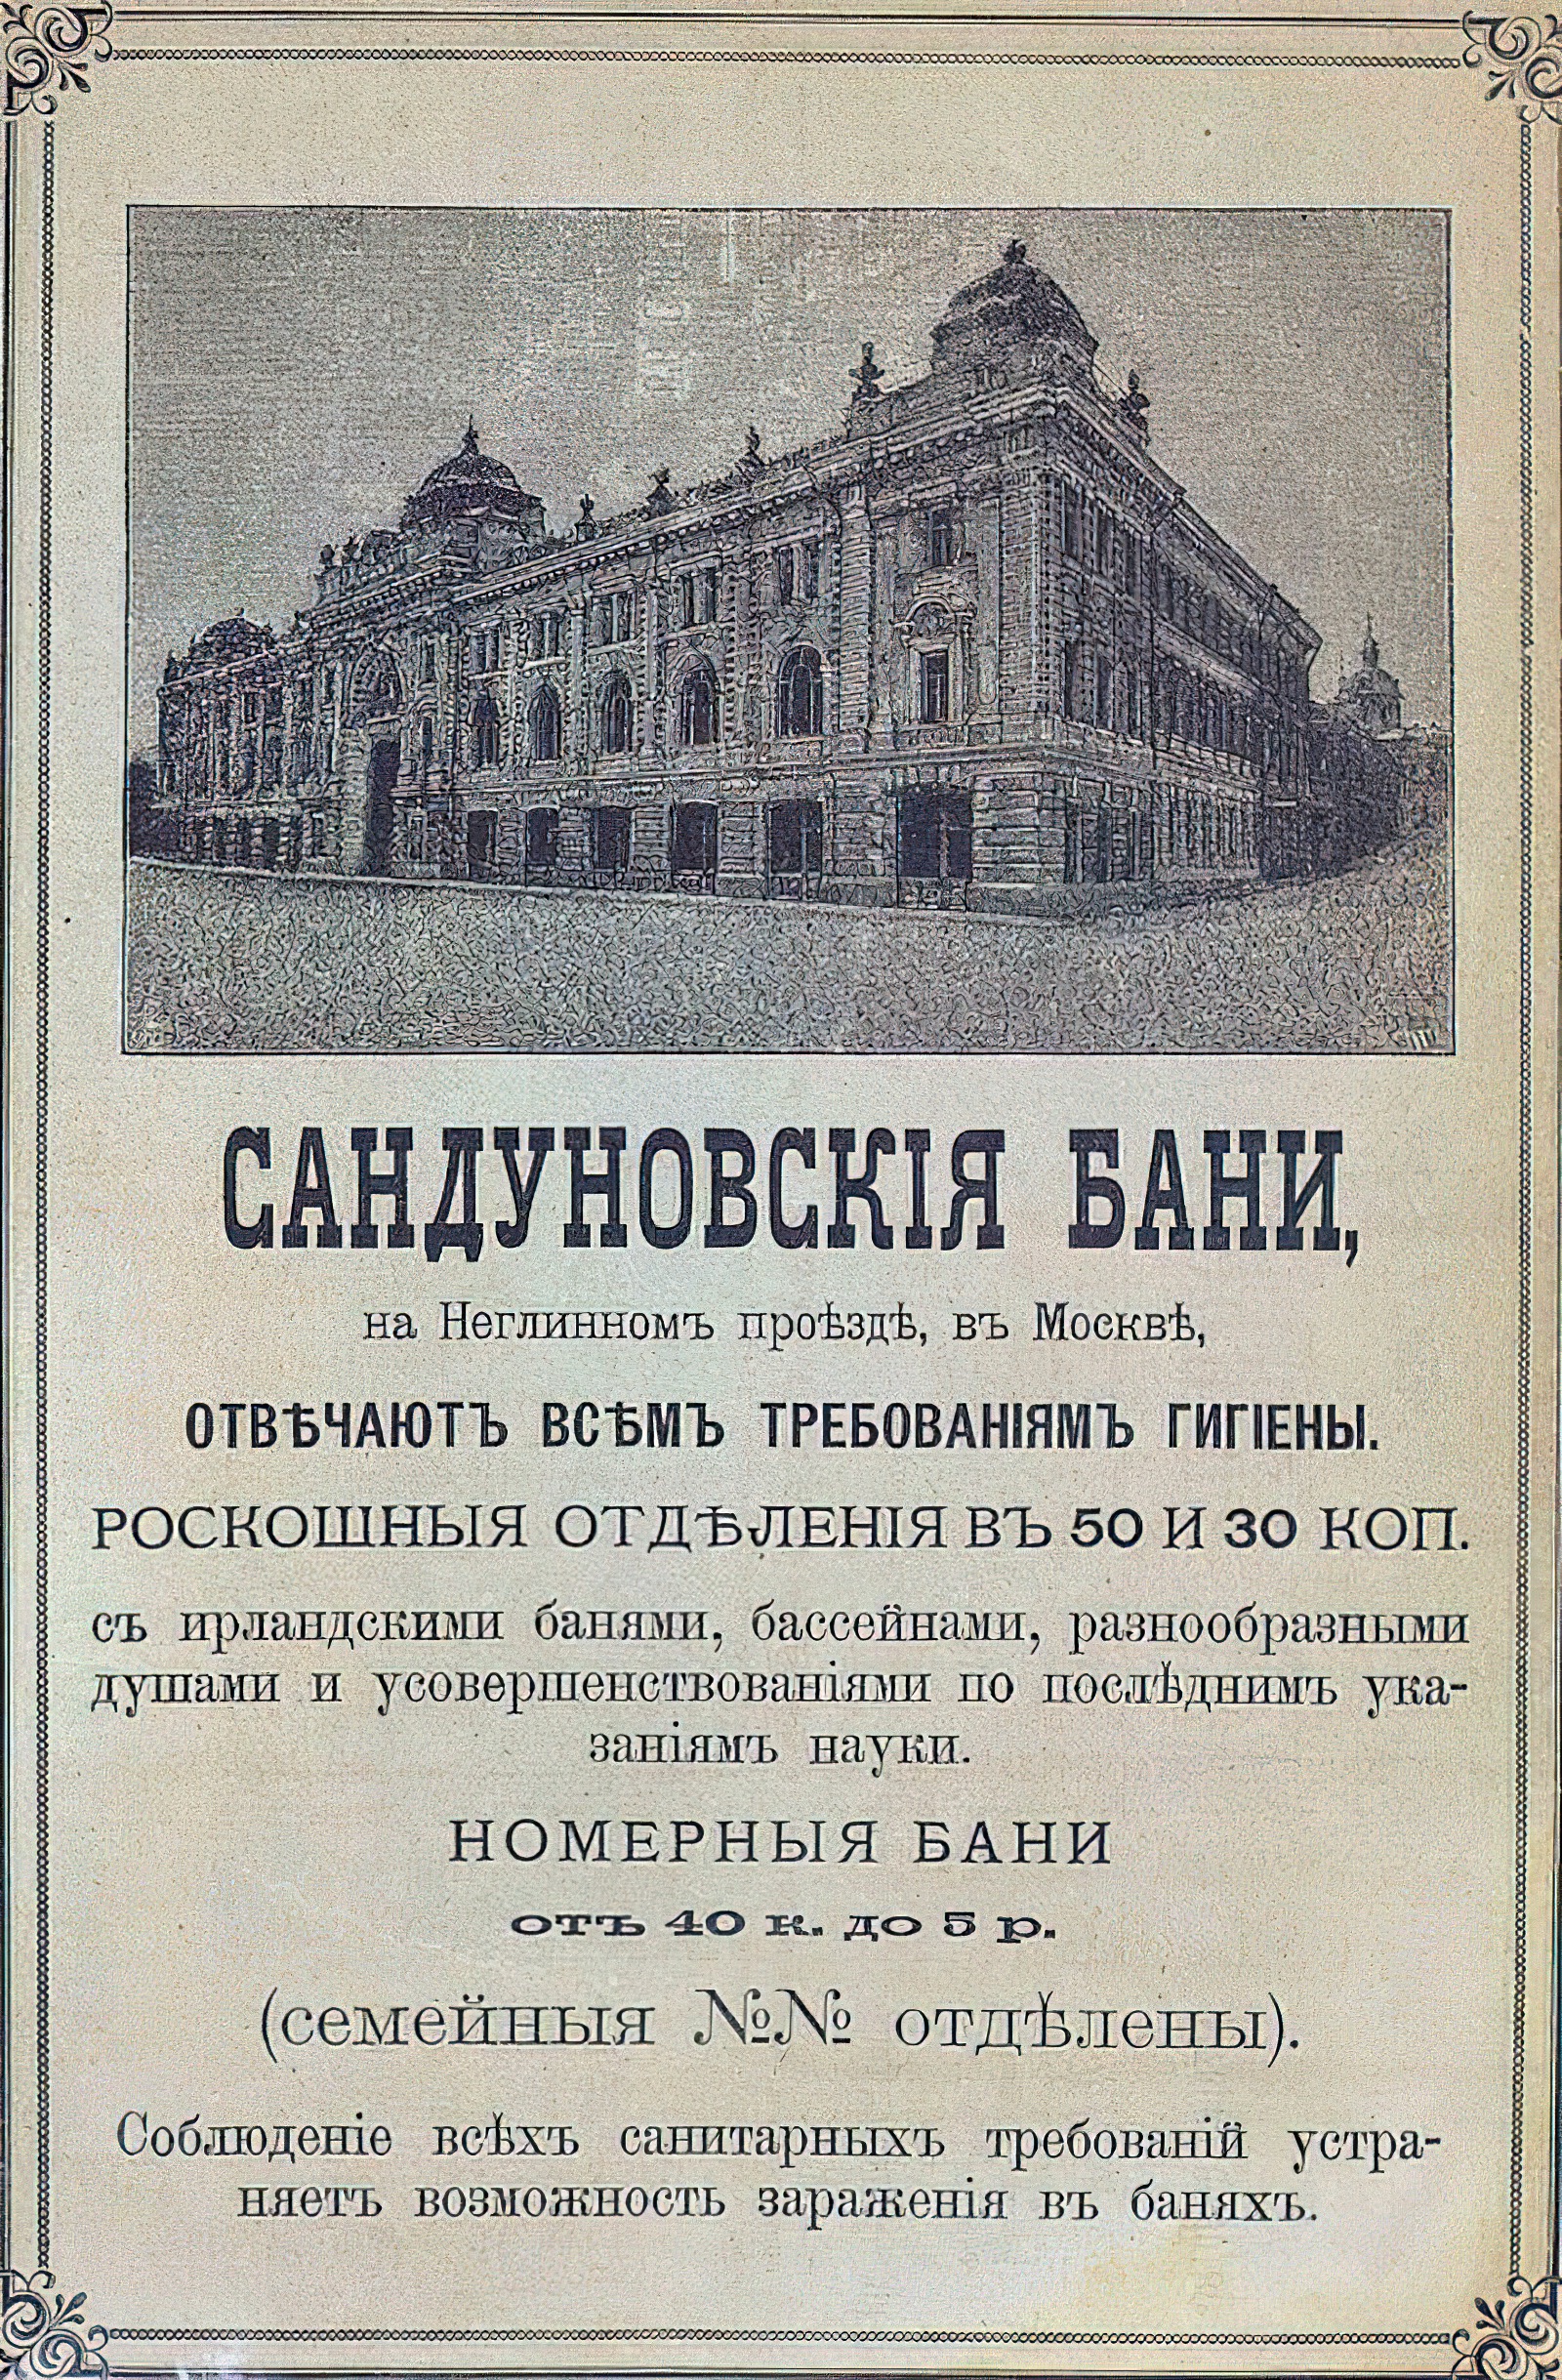 САНДУНОВСКІЯ БАНИ,
на Неглинномъ проѣздѣ, въ Москвѣ,
ОТВѢЧАЮТЪ ВСѢМЪ ТРЕБОВАНІЯМЪ ГИГІЕНЫ.
РОСКОШНЫЯ ОТДѢЛЕНІЯ ВЪ 50 И 30 КОП.
съ ирландскими банями, бассейнами, разнообразными
душами и усовершенствованіями по послѣднимъ ука-
заніямъ науки.
НОМЕРНЫЯ БАНИ
отъ 40 к. до 5 р.
(семейныя №№ отдѣлены).
Соблюденіе всѣхъ санитарныхъ требованій устра-
няетъ возможность зараженія въ баняхъ.